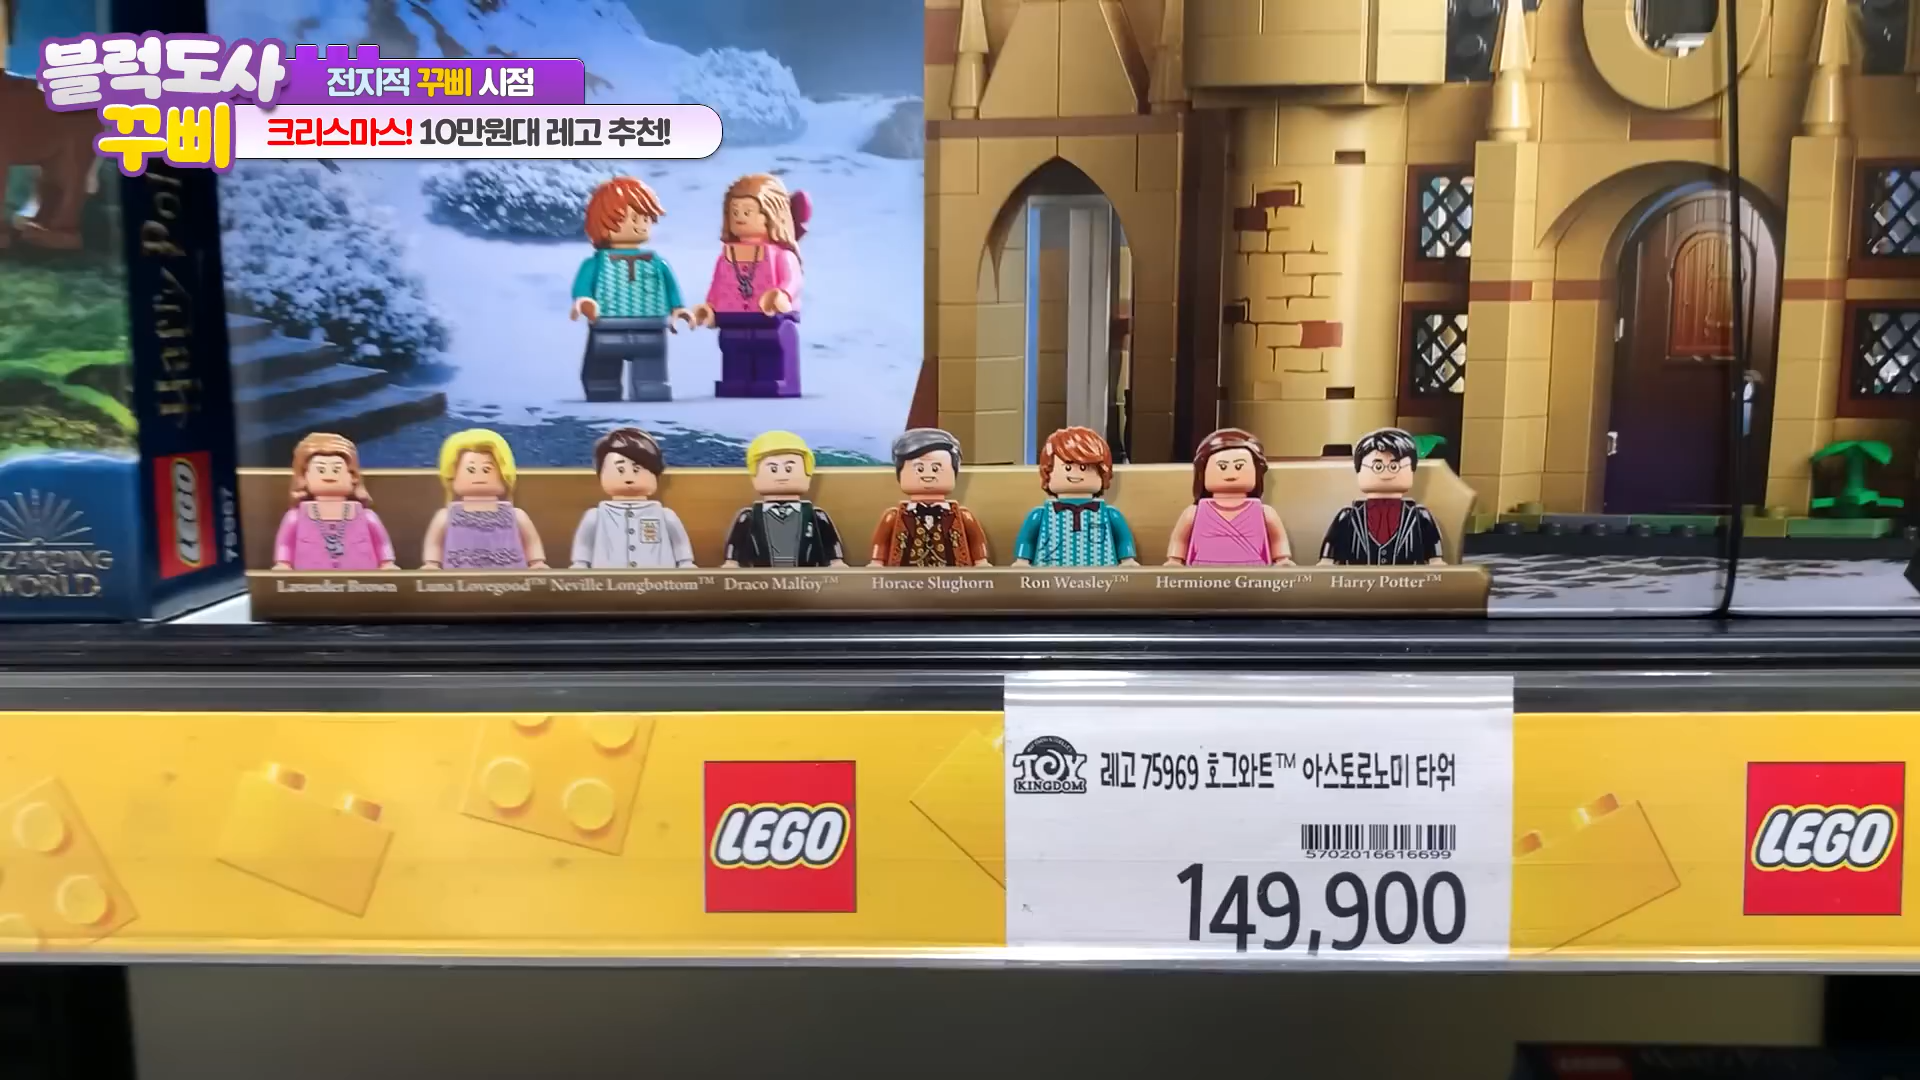 블럭도사
꾸삐
전지적 꾸삐 시점
크리스마스! 10만원대 레고 추천!
Harry Pot
LEGO
75967
WIZARDING
WORLD
Lavender Brown
Luna Lovegood™
Neville Longbottom™
Draco Malfoy™
Horace Slughorn
Ron Weasley™
Hermione Granger™
Harry Potter™
LEGO
TOY
KINGDOM
레고 75969 호그와트™ 아스토로노미 타워
5702016616699
149,900
LEGO